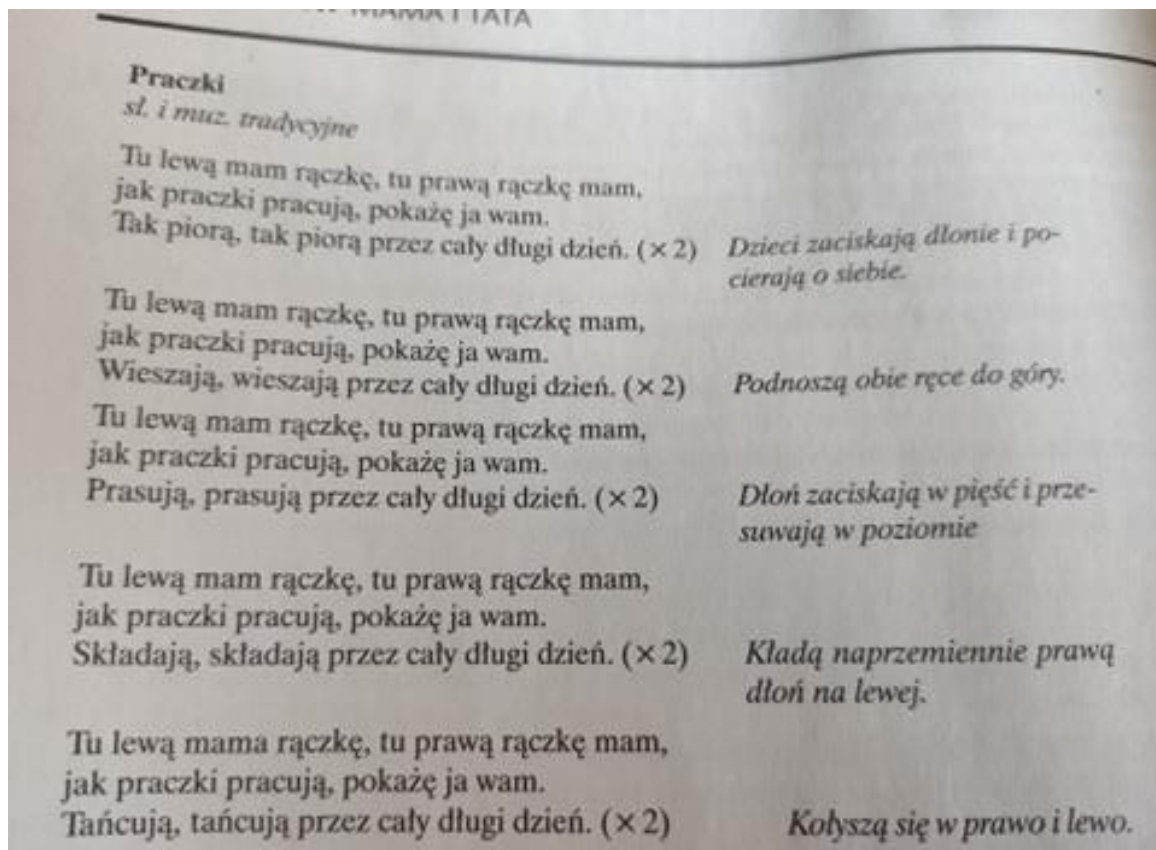 MAMA I TATA
Praczki
sł. i muz. tradycyjne
Tu lewą mam rączkę, tu prawą rączkę mam,
jak praczki pracują, pokażę ja wam.
Tak piorą, tak piorą przez cały długi dzień. (× 2) Dzieci zaciskają dłonie i po-
cierają o siebie.
Tu lewą mam rączkę, tu prawą rączkę mam,
jak praczki pracują, pokażę ja wam.
Wieszają, wieszają przez cały długi dzień. (× 2) Podnoszą obie ręce do góry.
Tu lewą mam rączkę, tu prawą rączkę mam,
jak praczki pracują, pokażę ja wam.
Prasują, prasują przez cały długi dzień. (× 2) Dłoń zaciskają w pięść i prze-
suwają w poziomie
Tu lewą mam rączkę, tu prawą rączkę mam,
jak praczki pracują, pokażę ja wam.
Składają, składają przez cały długi dzień. (× 2) Kładą naprzemiennie prawą
dłoń na lewej.
Tu lewą mama rączkę, tu prawą rączkę mam,
jak praczki pracują, pokażę ja wam.
Tańcują, tańcują przez cały długi dzień. (× 2) Kołyszą się w prawo i lewo.